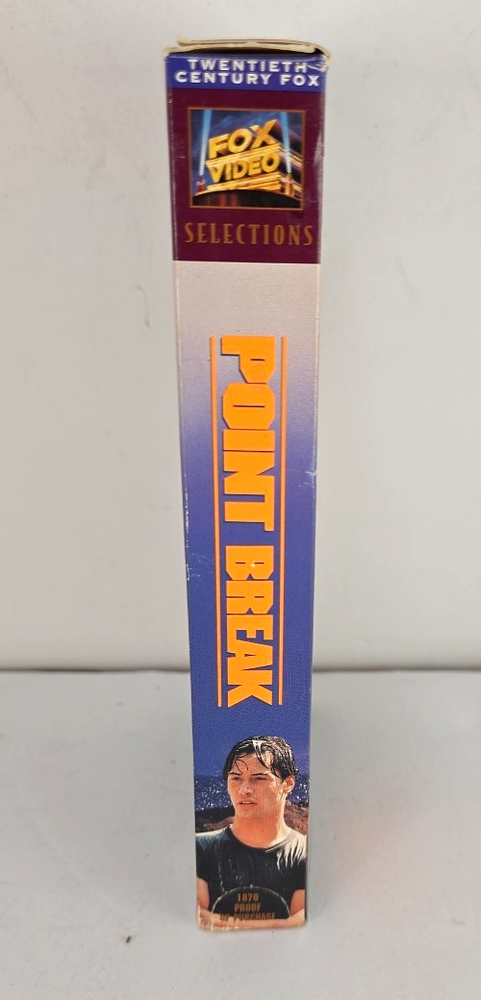 TWENTIETH
CENTURY FOX
FOX
VIDEO
SELECTIONS
POINT BREAK
1870
PROOF
OF PURCHASE